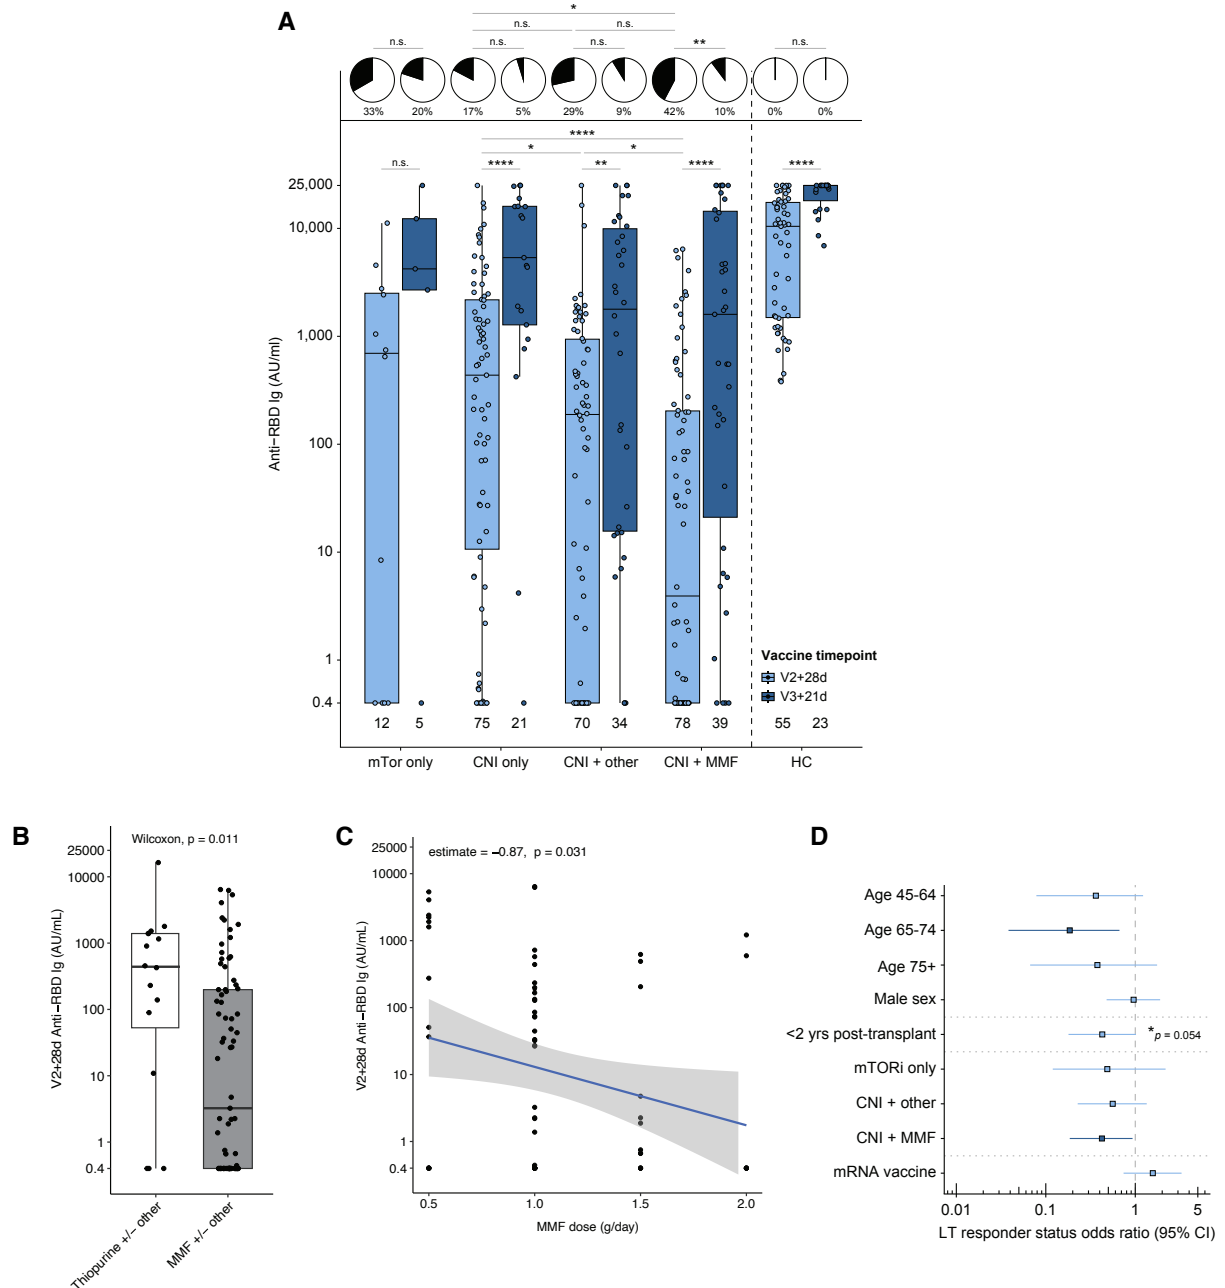 A
*
n.s. n.s.
n.s. n.s. n.s. ** n.s.
33% 20% 17% 5% 29% 9% 42% 10% 0% 0%
****
* *
n.s. **** ** **** ****
Anti−RBD Ig (AU/ml)
25,000
10,000
1,000
100
10
1
0.4
Vaccine timepoint
V2+28d
V3+21d
12 5 75 21 70 34 78 39 55 23
mTor only CNI only CNI + other CNI + MMF HC
B
Wilcoxon, p = 0.011
V2+28d Anti−RBD Ig (AU/mL)
25000
10000
1000
100
10
1
0.4
Thiopurine +/− other
MMF +/− other
C
estimate = −0.87, p = 0.031
V2+28d Anti−RBD Ig (AU/mL)
25000
10000
1000
100
10
1
0.4
0.5 1.0 1.5 2.0
MMF dose (g/day)
D
Age 45-64
Age 65-74
Age 75+
Male sex
<2 yrs post-transplant
*p = 0.054
mTORi only
CNI + other
CNI + MMF
mRNA vaccine
0.01 0.1 1 5
LT responder status odds ratio (95% CI)